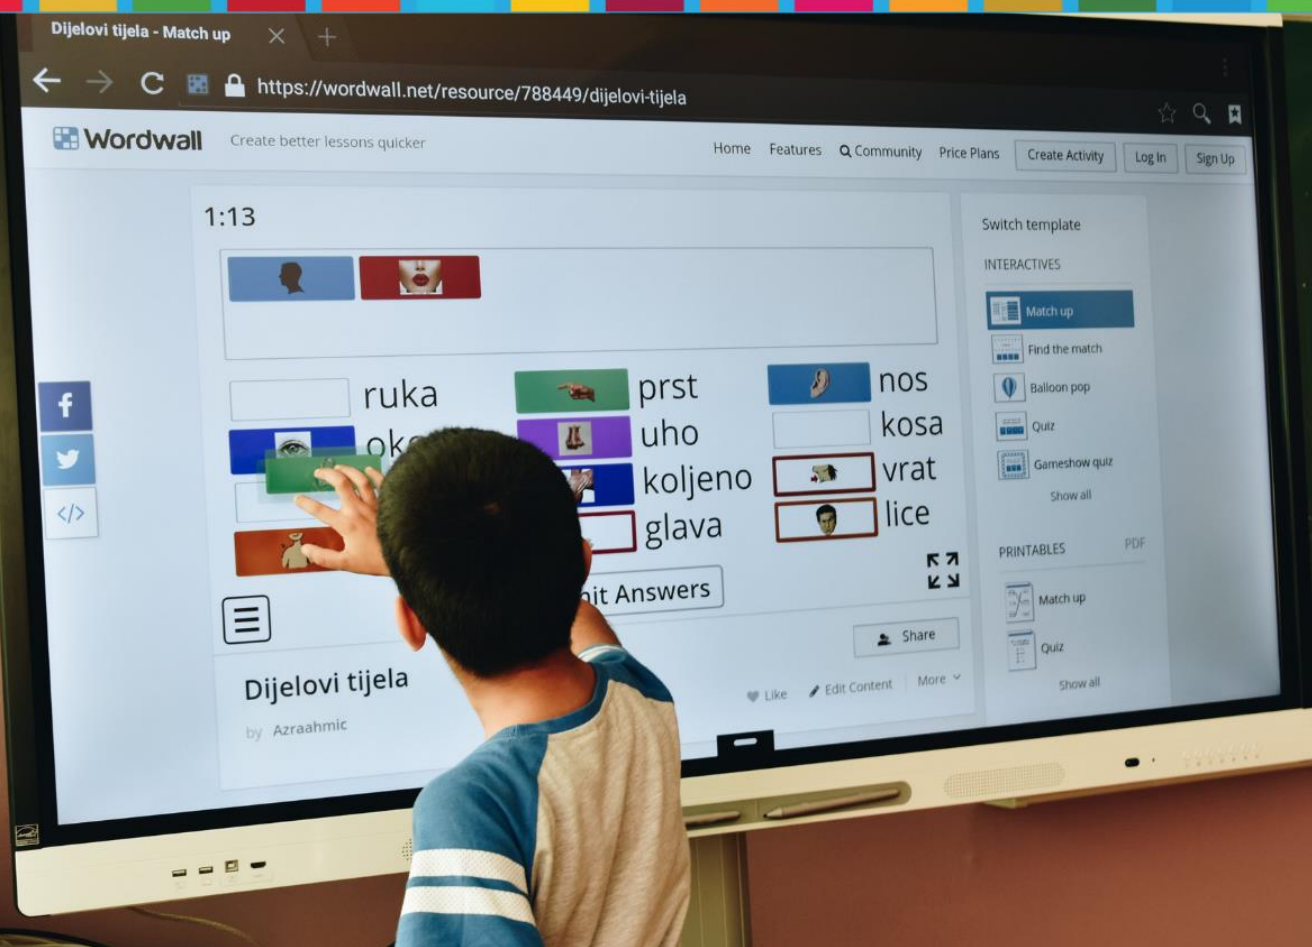 Dijelovi tijela - Match up
https://wordwall.net/resource/788449/dijelovi-tijela
Wordwall Create better lessons quicker Home Features Community Price Plans Create Activity Log In Sign Up
1:13
ruka prst nos
uho kosa
koljeno vrat
glava lice
Answers
Share
Dijelovi tijela
by Azraahmic
Like Edit Content More
Switch template
INTERACTIVES
Match up
Find the match
Balloon pop
Quiz
Gameshow quiz
Show all
PRINTABLES PDF
Match up
Quiz
Show all